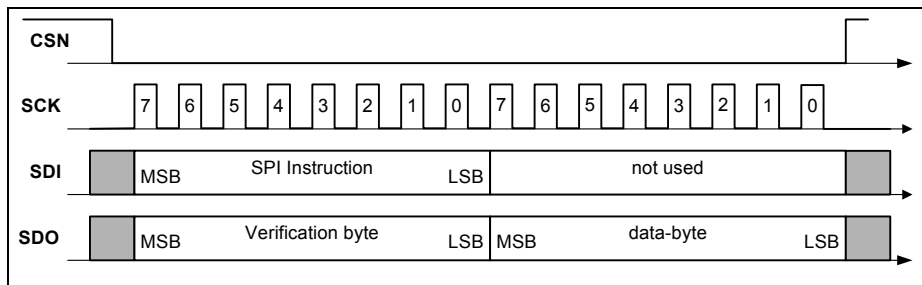 CSN
SCK 7 6 5 4 3 2 1 0 7 6 5 4 3 2 1 0
SDI MSB SPI Instruction LSB not used
SDO MSB Verification byte LSB MSB data-byte LSB